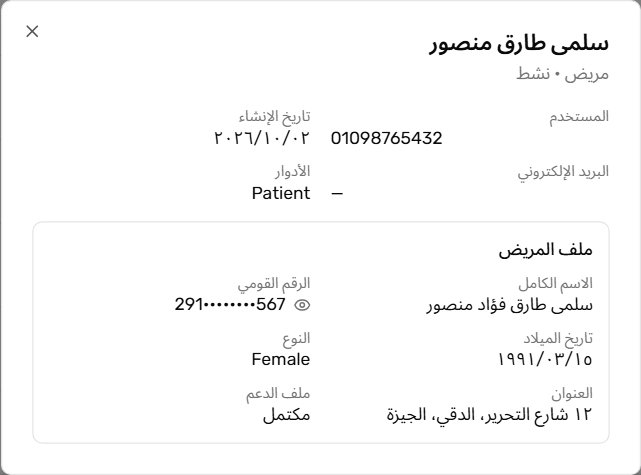 سلمى طارق منصور
مريض • نشط
المستخدم
01098765432
تاريخ الإنشاء
٢٠٢٦/١٠/٠٢
البريد الإلكتروني
—
الأدوار
Patient
ملف المريض
الاسم الكامل
سلمى طارق فؤاد منصور
الرقم القومي
291••••••••567
تاريخ الميلاد
١٩٩١/٠٣/١٥
النوع
Female
العنوان
١٢ شارع التحرير، الدقي، الجيزة
ملف الدعم
مكتمل